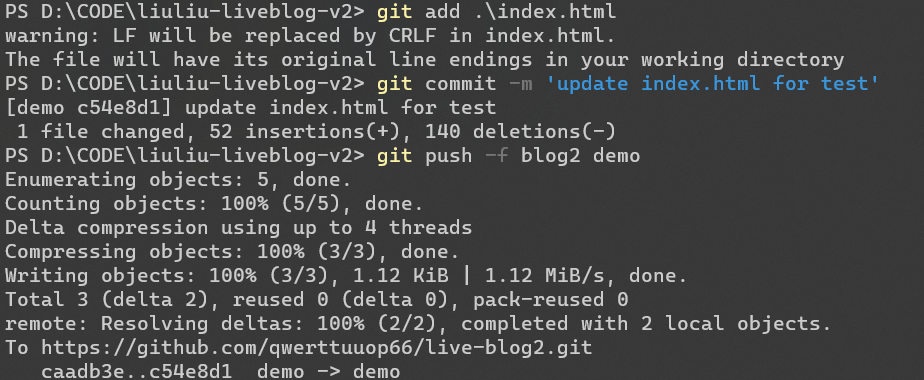 PS D:\CODE\liuliu-liveblog-v2> git add .\index.html
warning: LF will be replaced by CRLF in index.html.
The file will have its original line endings in your working directory
PS D:\CODE\liuliu-liveblog-v2> git commit -m 'update index.html for test'
[demo c54e8d1] update index.html for test
 1 file changed, 52 insertions(+), 140 deletions(-)
PS D:\CODE\liuliu-liveblog-v2> git push -f blog2 demo
Enumerating objects: 5, done.
Counting objects: 100% (5/5), done.
Delta compression using up to 4 threads
Compressing objects: 100% (3/3), done.
Writing objects: 100% (3/3), 1.12 KiB | 1.12 MiB/s, done.
Total 3 (delta 2), reused 0 (delta 0), pack-reused 0
remote: Resolving deltas: 100% (2/2), completed with 2 local objects.
To https://github.com/qwerttuuop66/live-blog2.git
   caadb3e..c54e8d1  demo -> demo